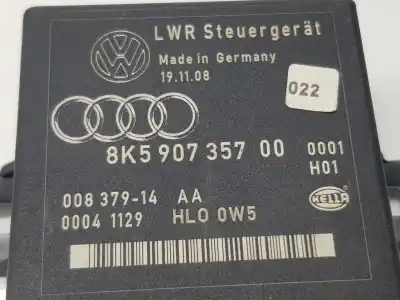 LWR Steuergerät
Made in Germany
19.11.08
022
8K5 907 357 00 0001
H01
008 379-14 AA
0004 1129 HLO 0W5
HELLA